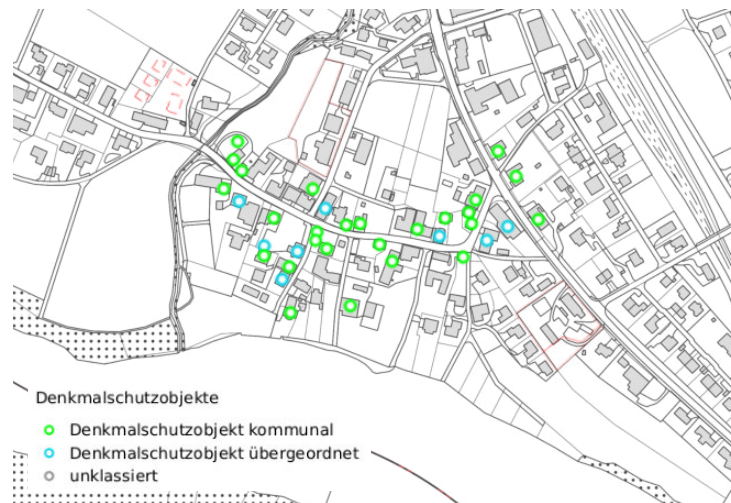 Denkmalschutzobjekte
Denkmalschutzobjekt kommunal
Denkmalschutzobjekt übergeordnet
unklassiert